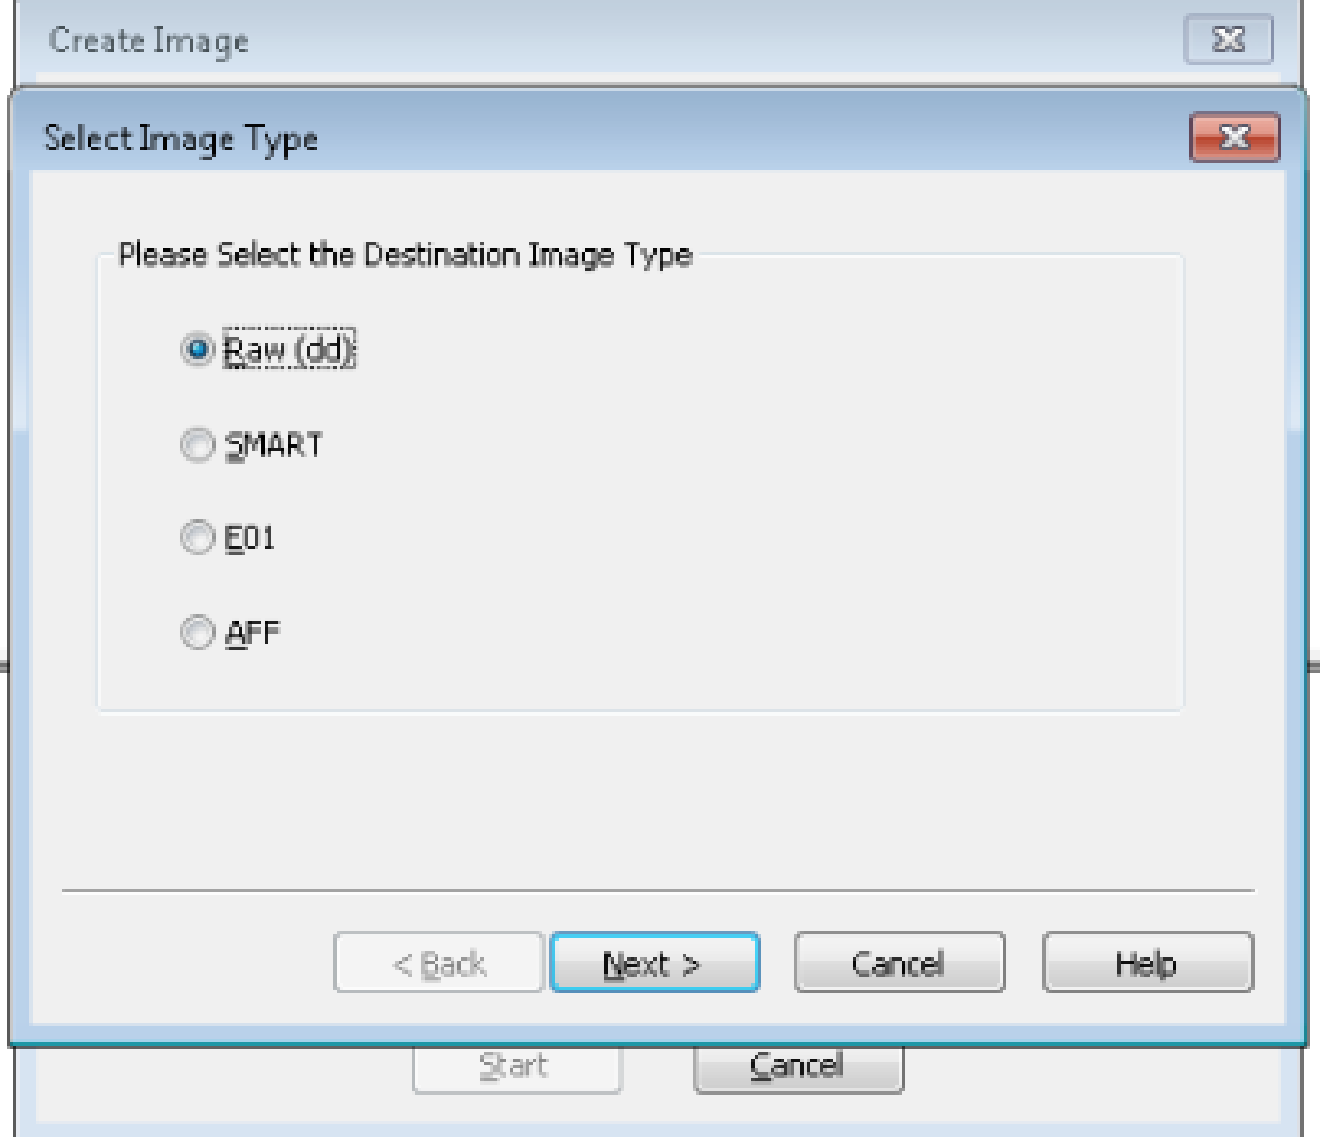 Create Image
Select Image Type
Please Select the Destination Image Type
Raw (dd)
SMART
E01
AFF
< Back Next > Cancel Help
Start Cancel